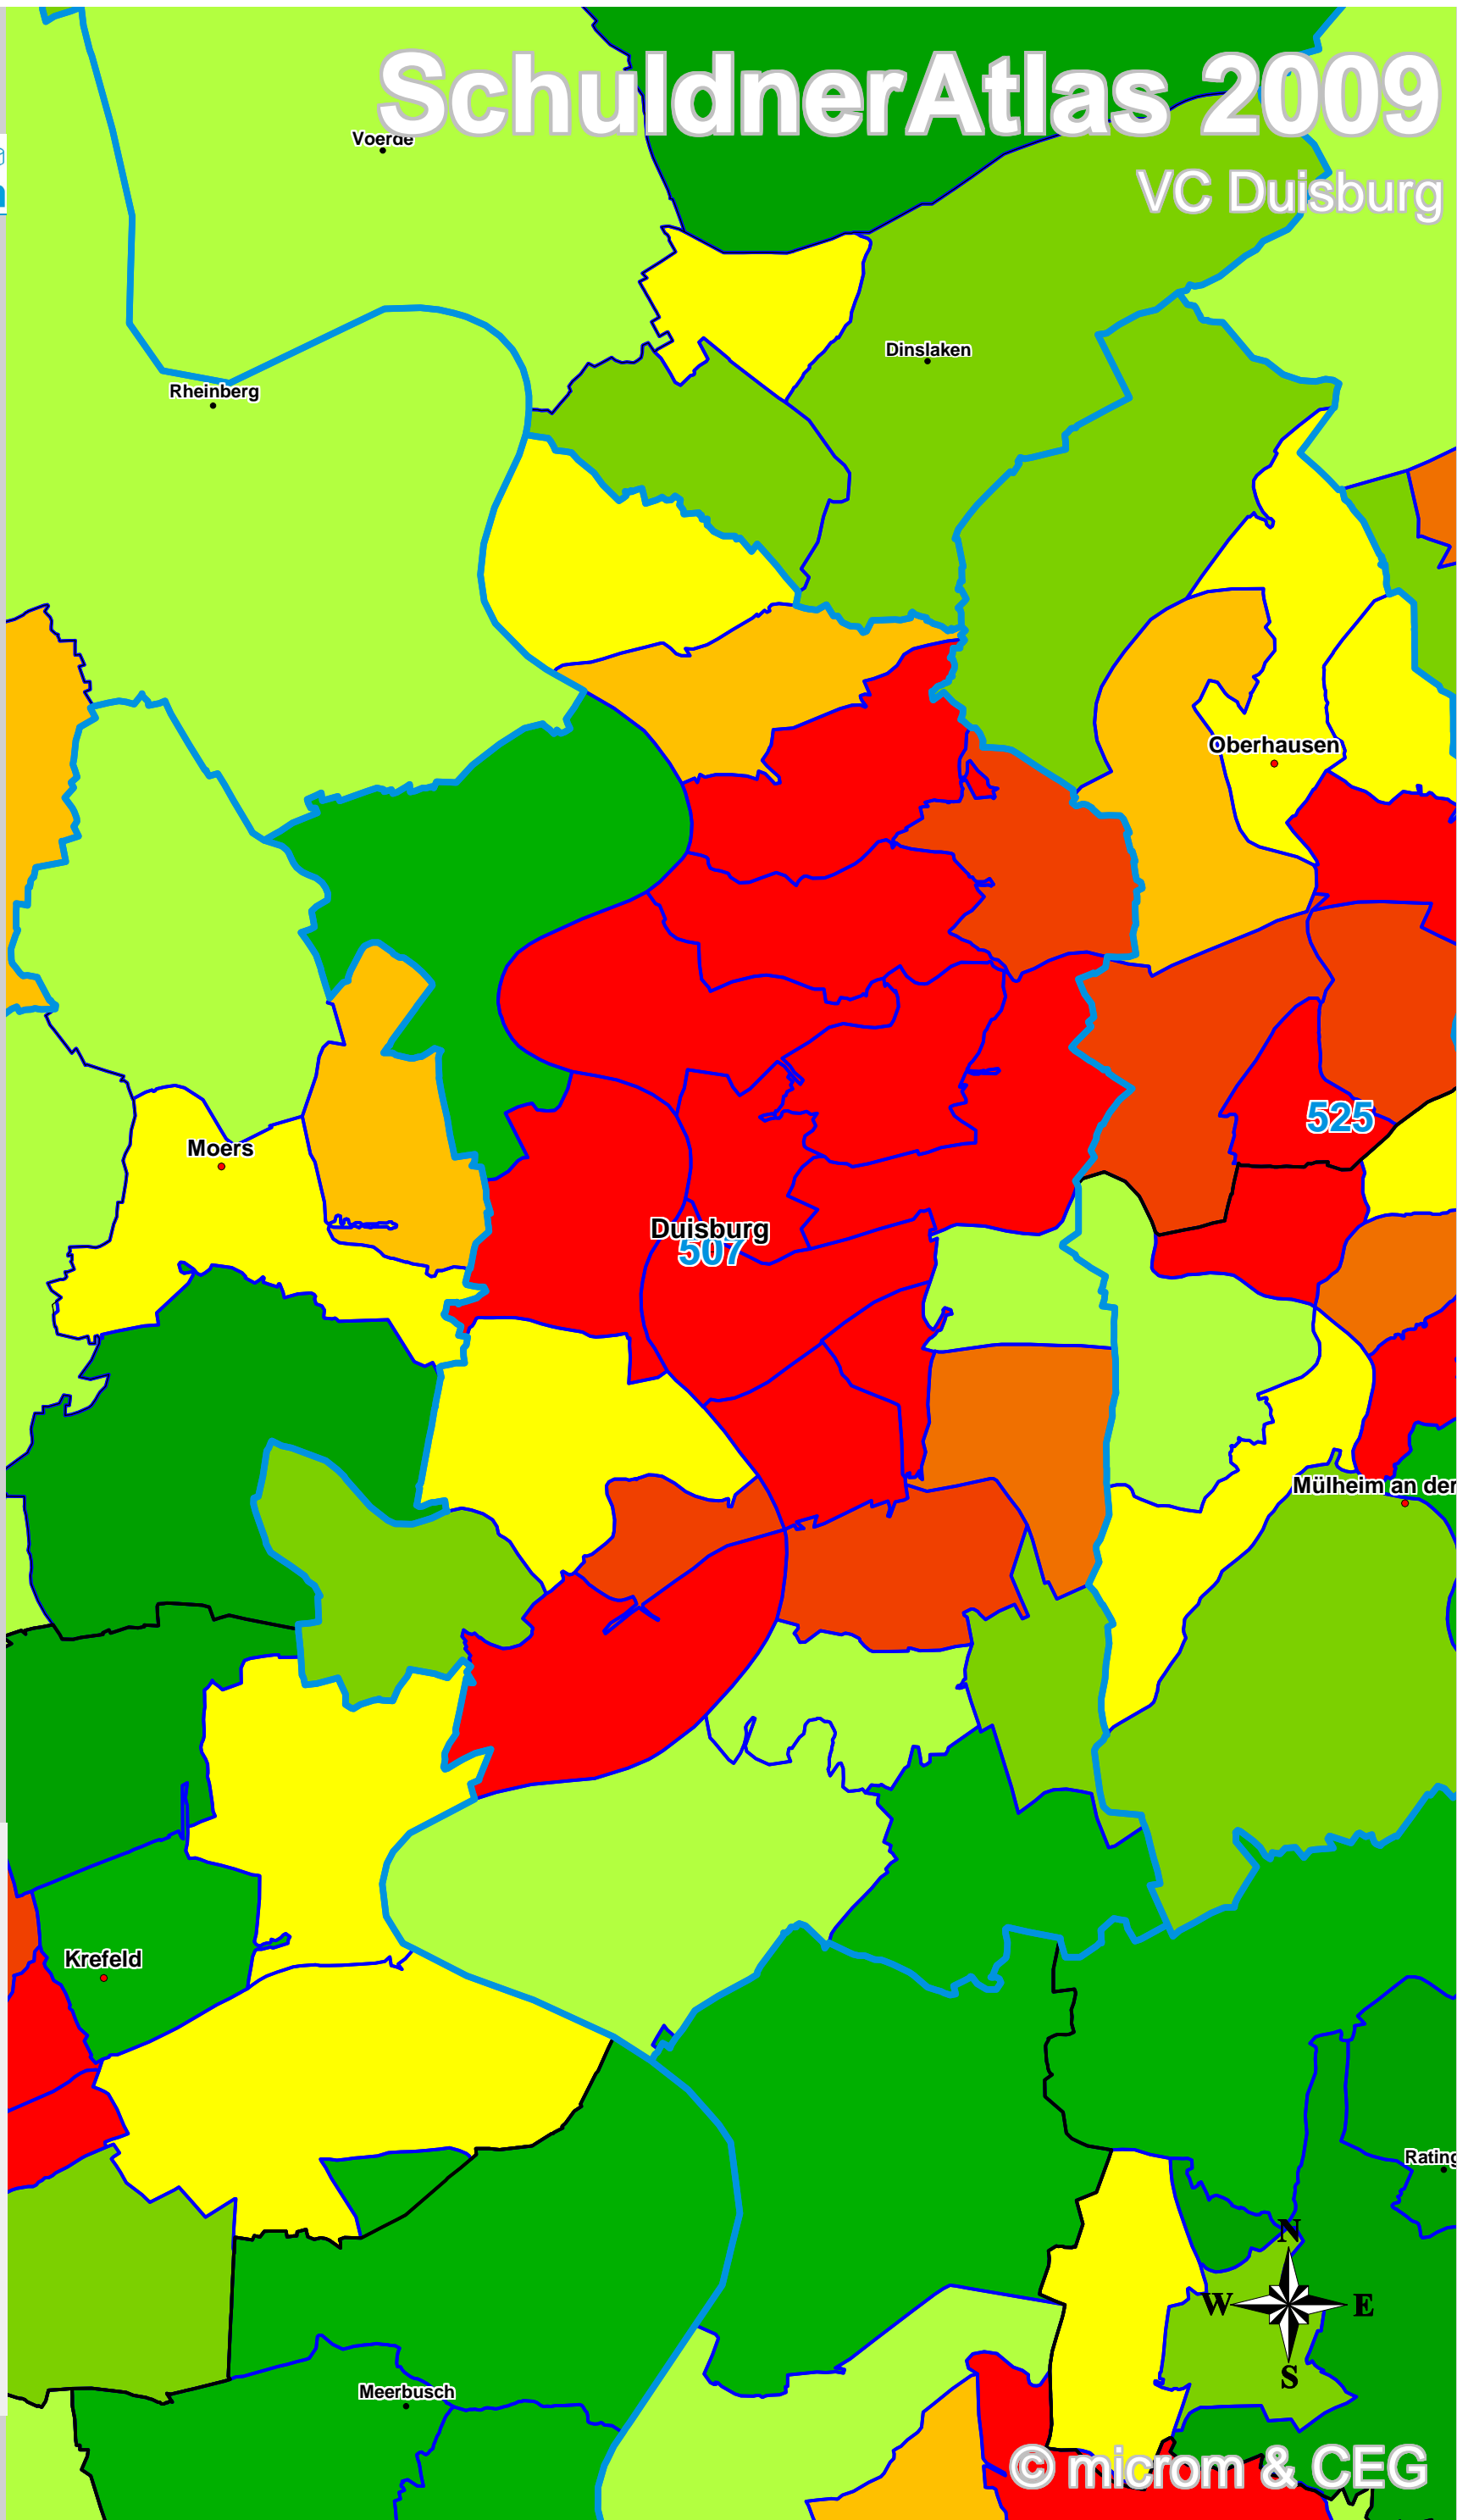 SchuldnerAtlas 2009
Voerde
VC Duisburg
Dinslaken
Rheinberg
Oberhausen
525
Moers
Duisburg
507
Mülheim an der
Krefeld
Rating
N
W E
S
Meerbusch
© microm & CEG